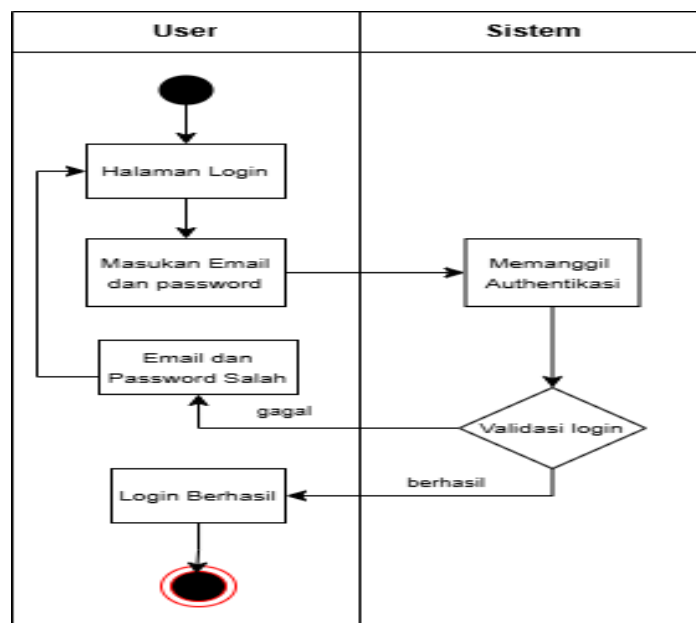 User
Sistem
Halaman Login
Masukan Email
dan password
Memanggil
Authentikasi
Email dan
Password Salah
gagal
Validasi login
berhasil
Login Berhasil